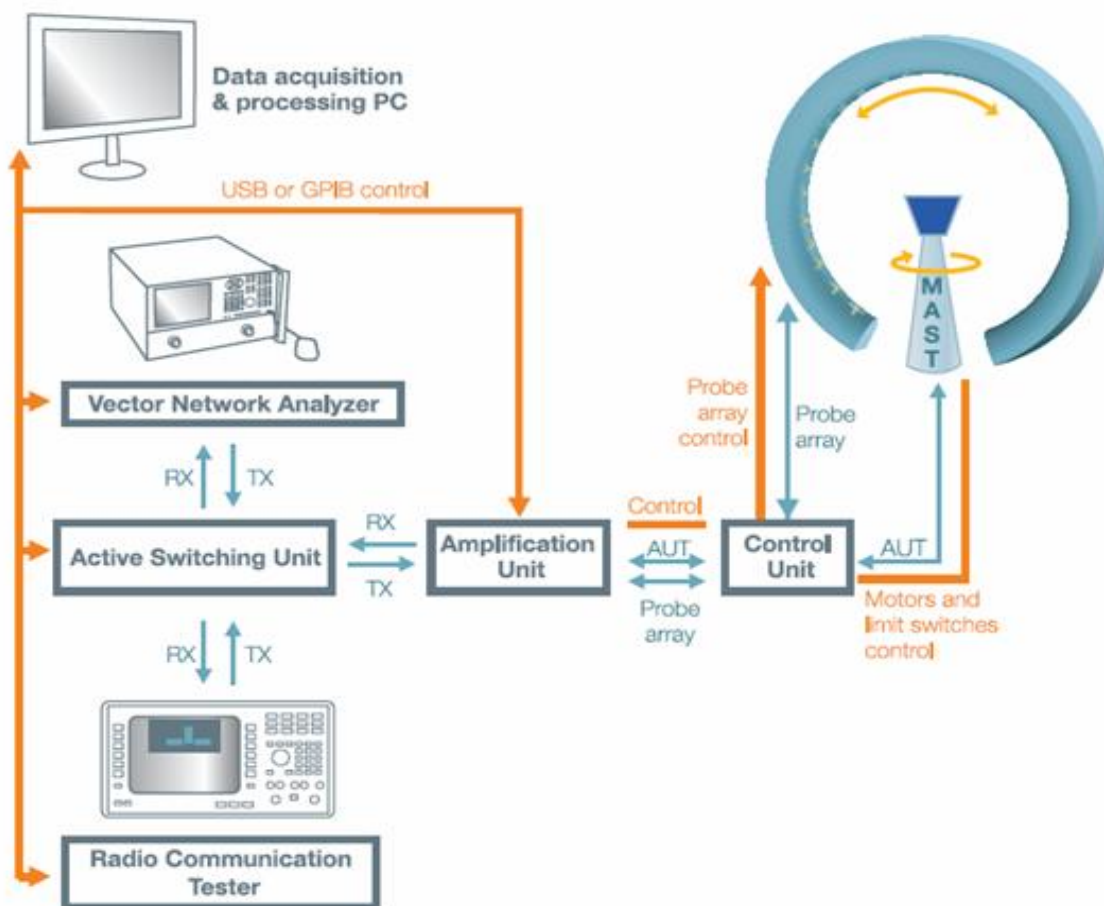 Data acquisition
& processing PC
USB or GPIB control
Vector Network Analyzer
RX
TX
Active Switching Unit
RX
TX
Amplification
Unit
Control
AUT
Probe
array
Control
Unit
Probe
array
control
Probe
array
MAST
AUT
Motors and
limit switches
control
RX
TX
Radio Communication
Tester